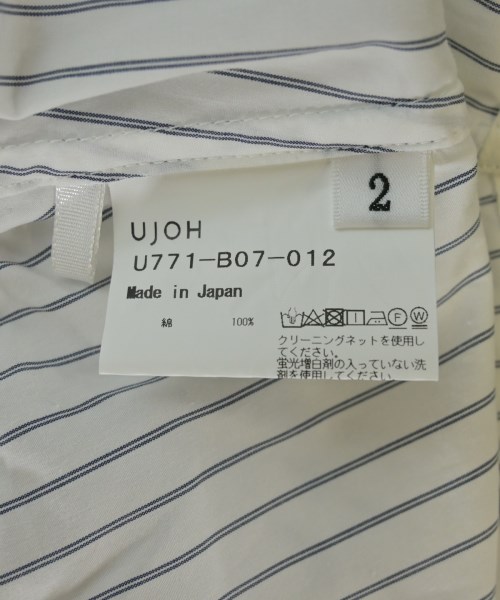 2
UJOH
U771-B07-012
Made in Japan
綿 100%
クリーニングネットを使用し
てください。
蛍光増白剤の入っていない洗
剤を使用してください。